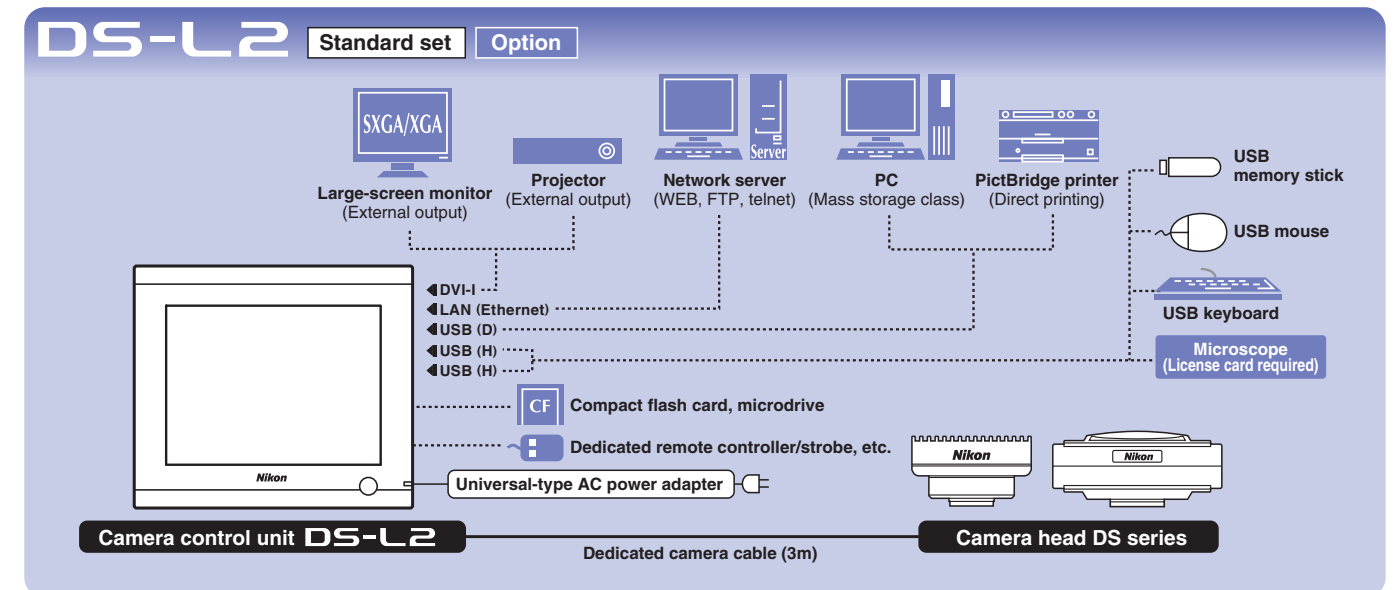 DS-L2 Standard set Option
SXGA/XGA
Server
Large-screen monitor
(External output)
Projector
(External output)
Network server
(WEB, FTP, telnet)
PC
(Mass storage class)
PictBridge printer
(Direct printing)
USB
memory stick
USB mouse
USB keyboard
Microscope
(License card required)
DVI-I
LAN (Ethernet)
USB (D)
USB (H)
USB (H)
CF Compact flash card, microdrive
Dedicated remote controller/strobe, etc.
Universal-type AC power adapter
Nikon
Nikon
Nikon
Camera control unit DS-L2
Dedicated camera cable (3m)
Camera head DS series